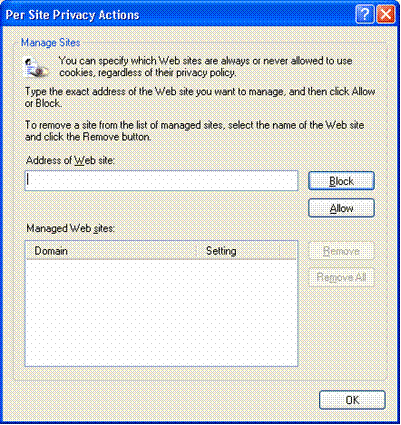 Per Site Privacy Actions
Manage Sites
You can specify which Web sites are always or never allowed to use
cookies, regardless of their privacy policy.
Type the exact address of the Web site you want to manage, and then click Allow
or Block.
To remove a site from the list of managed sites, select the name of the Web site
and click the Remove button.
Address of Web site:
Block
Allow
Managed Web sites:
Domain Setting
Remove
Remove All
OK